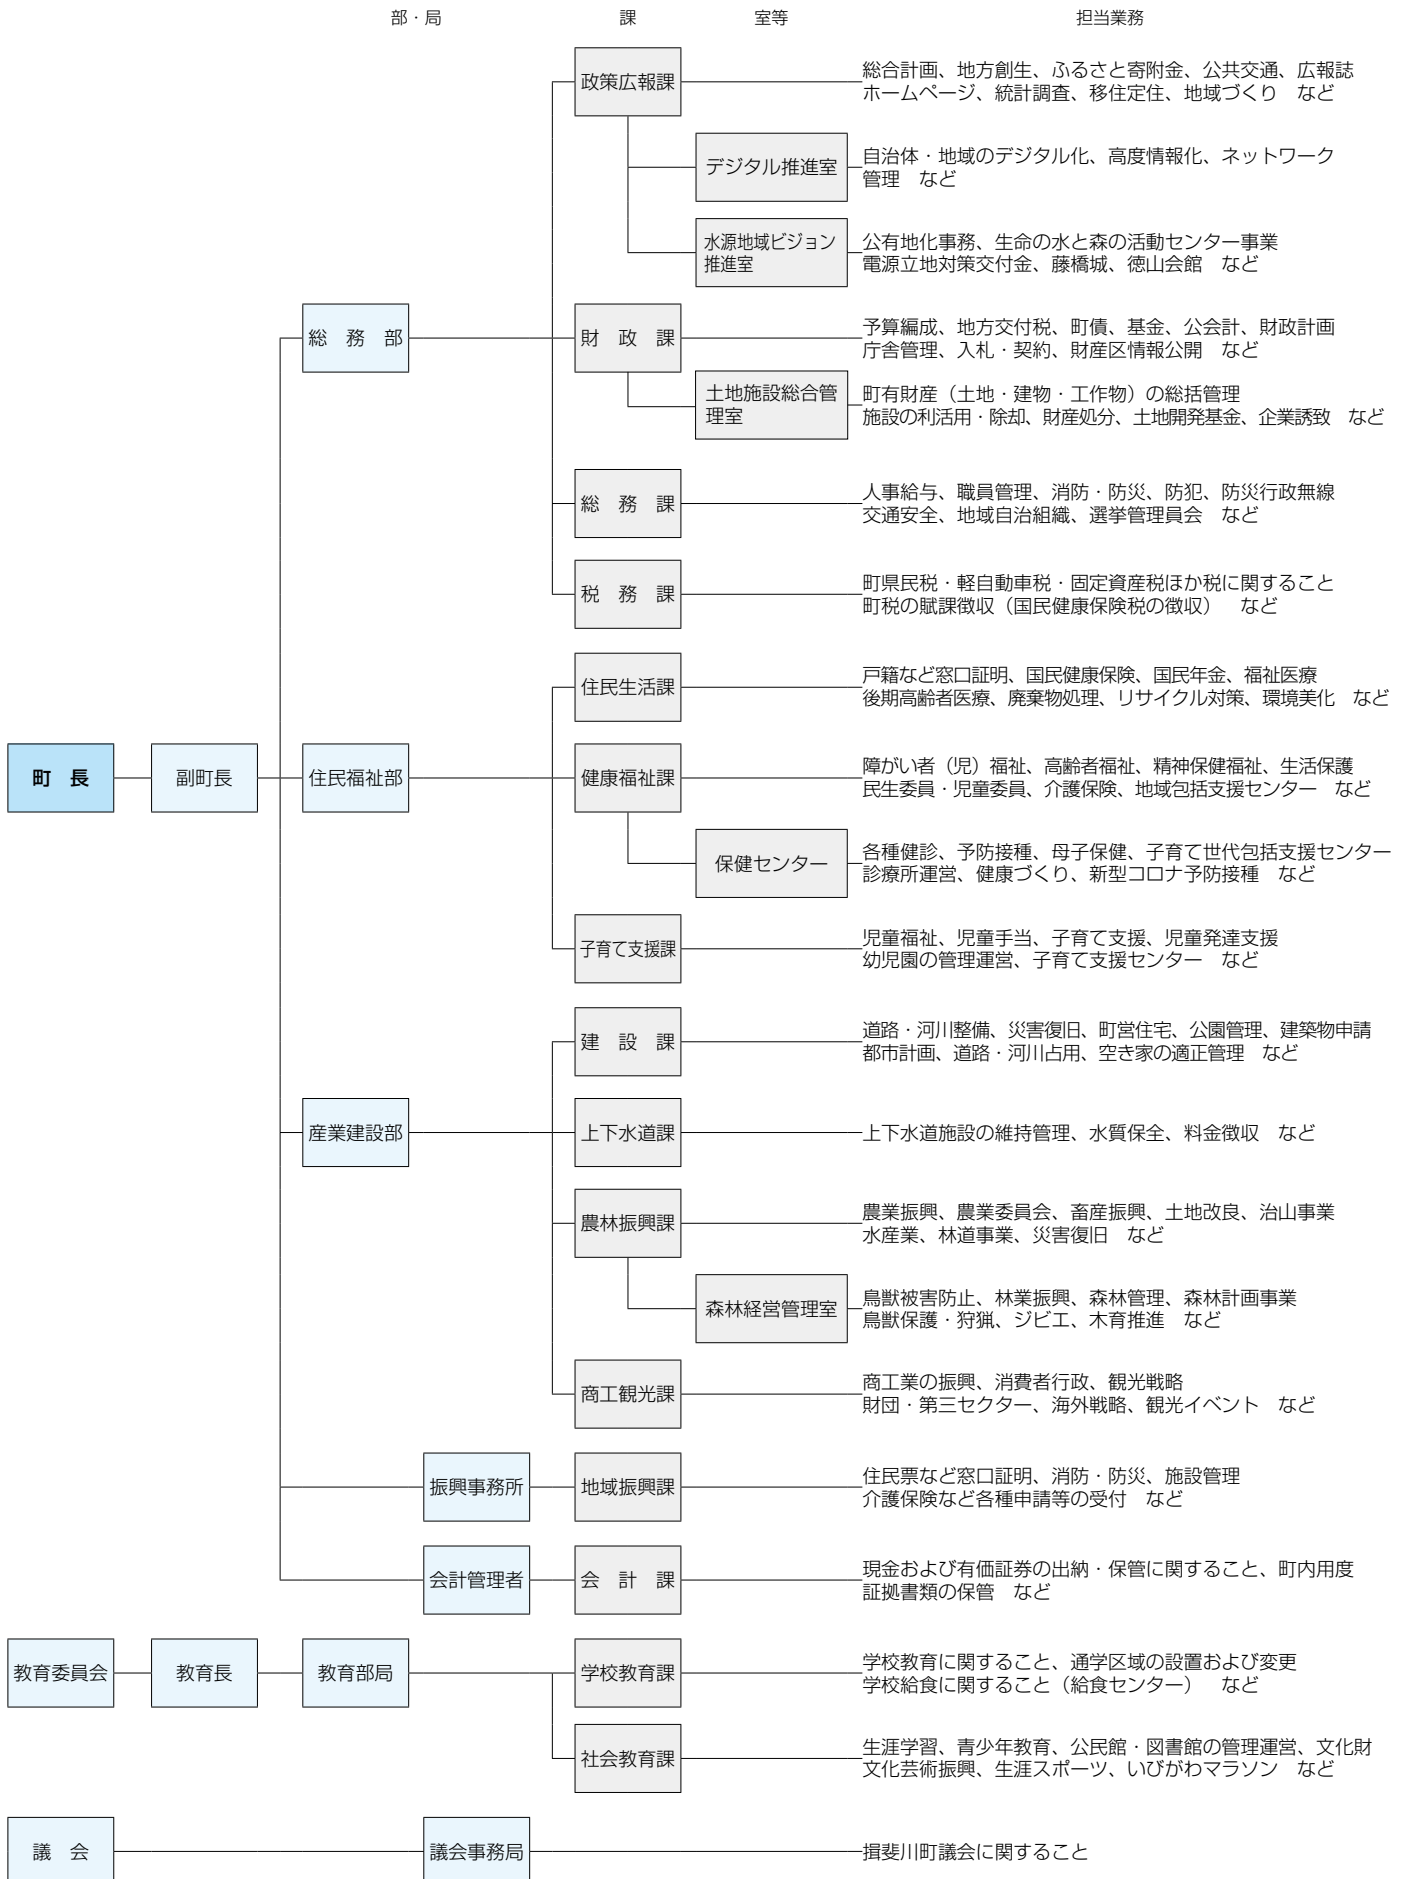 部・局　課　室等　担当業務
政策広報課
総合計画、地方創生、ふるさと寄附金、公共交通、広報誌
ホームページ、統計調査、移住定住、地域づくり　など
デジタル推進室
自治体・地域のデジタル化、高度情報化、ネットワーク
管理　など
水源地域ビジョン
推進室
公有地化事務、生命の水と森の活動センター事業
電源立地対策交付金、藤橋城、徳山会館　など
総　務　部
財　政　課
予算編成、地方交付税、町債、基金、公会計、財政計画
庁舎管理、入札・契約、財産区情報公開　など
土地施設総合管
理室
町有財産（土地・建物・工作物）の総括管理
施設の利活用・除却、財産処分、土地開発基金、企業誘致　など
総　務　課
人事給与、職員管理、消防・防災、防犯、防災行政無線
交通安全、地域自治組織、選挙管理員会　など
税　務　課
町県民税・軽自動車税・固定資産税ほか税に関すること
町税の賦課徴収（国民健康保険税の徴収）　など
住民生活課
戸籍など窓口証明、国民健康保険、国民年金、福祉医療
後期高齢者医療、廃棄物処理、リサイクル対策、環境美化　など
町　長
副町長
住民福祉部
健康福祉課
障がい者（児）福祉、高齢者福祉、精神保健福祉、生活保護
民生委員・児童委員、介護保険、地域包括支援センター　など
保健センター
各種健診、予防接種、母子保健、子育て世代包括支援センター
診療所運営、健康づくり、新型コロナ予防接種　など
子育て支援課
児童福祉、児童手当、子育て支援、児童発達支援
幼児園の管理運営、子育て支援センター　など
建　設　課
道路・河川整備、災害復旧、町営住宅、公園管理、建築物申請
都市計画、道路・河川占用、空き家の適正管理　など
産業建設部
上下水道課
上下水道施設の維持管理、水質保全、料金徴収　など
農林振興課
農業振興、農業委員会、畜産振興、土地改良、治山事業
水産業、林道事業、災害復旧　など
森林経営管理室
鳥獣被害防止、林業振興、森林管理、森林計画事業
鳥獣保護・狩猟、ジビエ、木育推進　など
商工観光課
商工業の振興、消費者行政、観光戦略
財団・第三セクター、海外戦略、観光イベント　など
振興事務所
地域振興課
住民票など窓口証明、消防・防災、施設管理
介護保険など各種申請等の受付　など
会計管理者
会　計　課
現金および有価証券の出納・保管に関すること、町内用度
証拠書類の保管　など
教育委員会
教育長
教育部局
学校教育課
学校教育に関すること、通学区域の設置および変更
学校給食に関すること（給食センター）　など
社会教育課
生涯学習、青少年教育、公民館・図書館の管理運営、文化財
文化芸術振興、生涯スポーツ、いびがわマラソン　など
議　会
議会事務局
揖斐川町議会に関すること